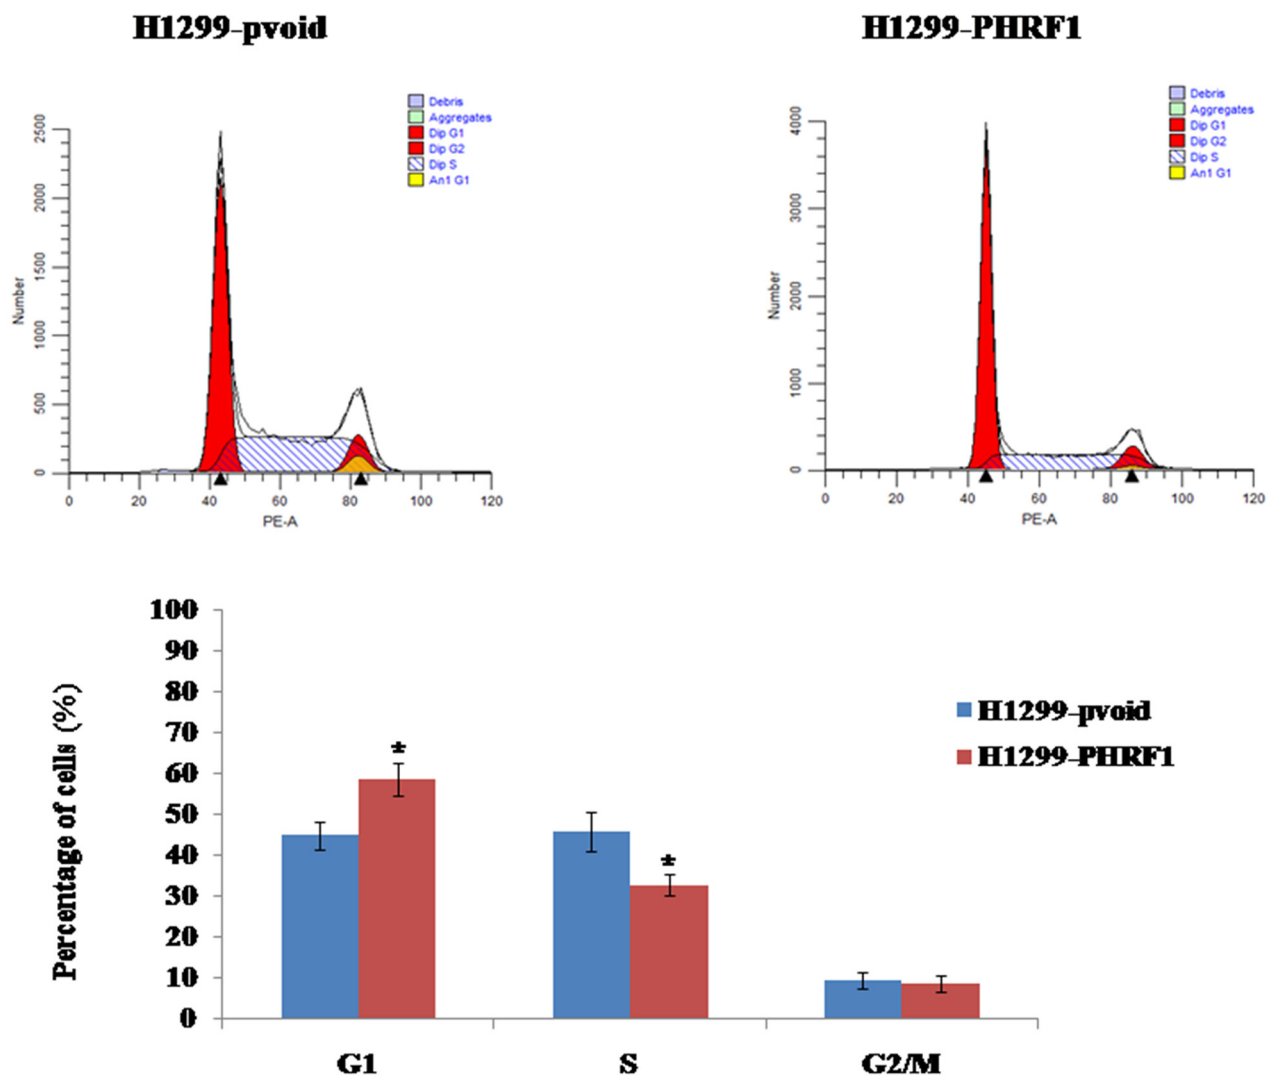 H1299-pvoid
H1299-PHRF1
Debris
Aggregates
Dip G1
Dip G2
Dip S
An1 G1
2500
2000
1500
1000
500
0
Number
0 20 40 60 80 100 120
PE-A
Debris
Aggregates
Dip G1
Dip G2
Dip S
An1 G1
4000
3000
2000
1000
0
Number
0 20 40 60 80 100 120
PE-A
100
90
80
70
60
50
40
30
20
10
0
Percentage of cells (%)
*
*
H1299-pvoid
H1299-PHRF1
G1 S G2/M